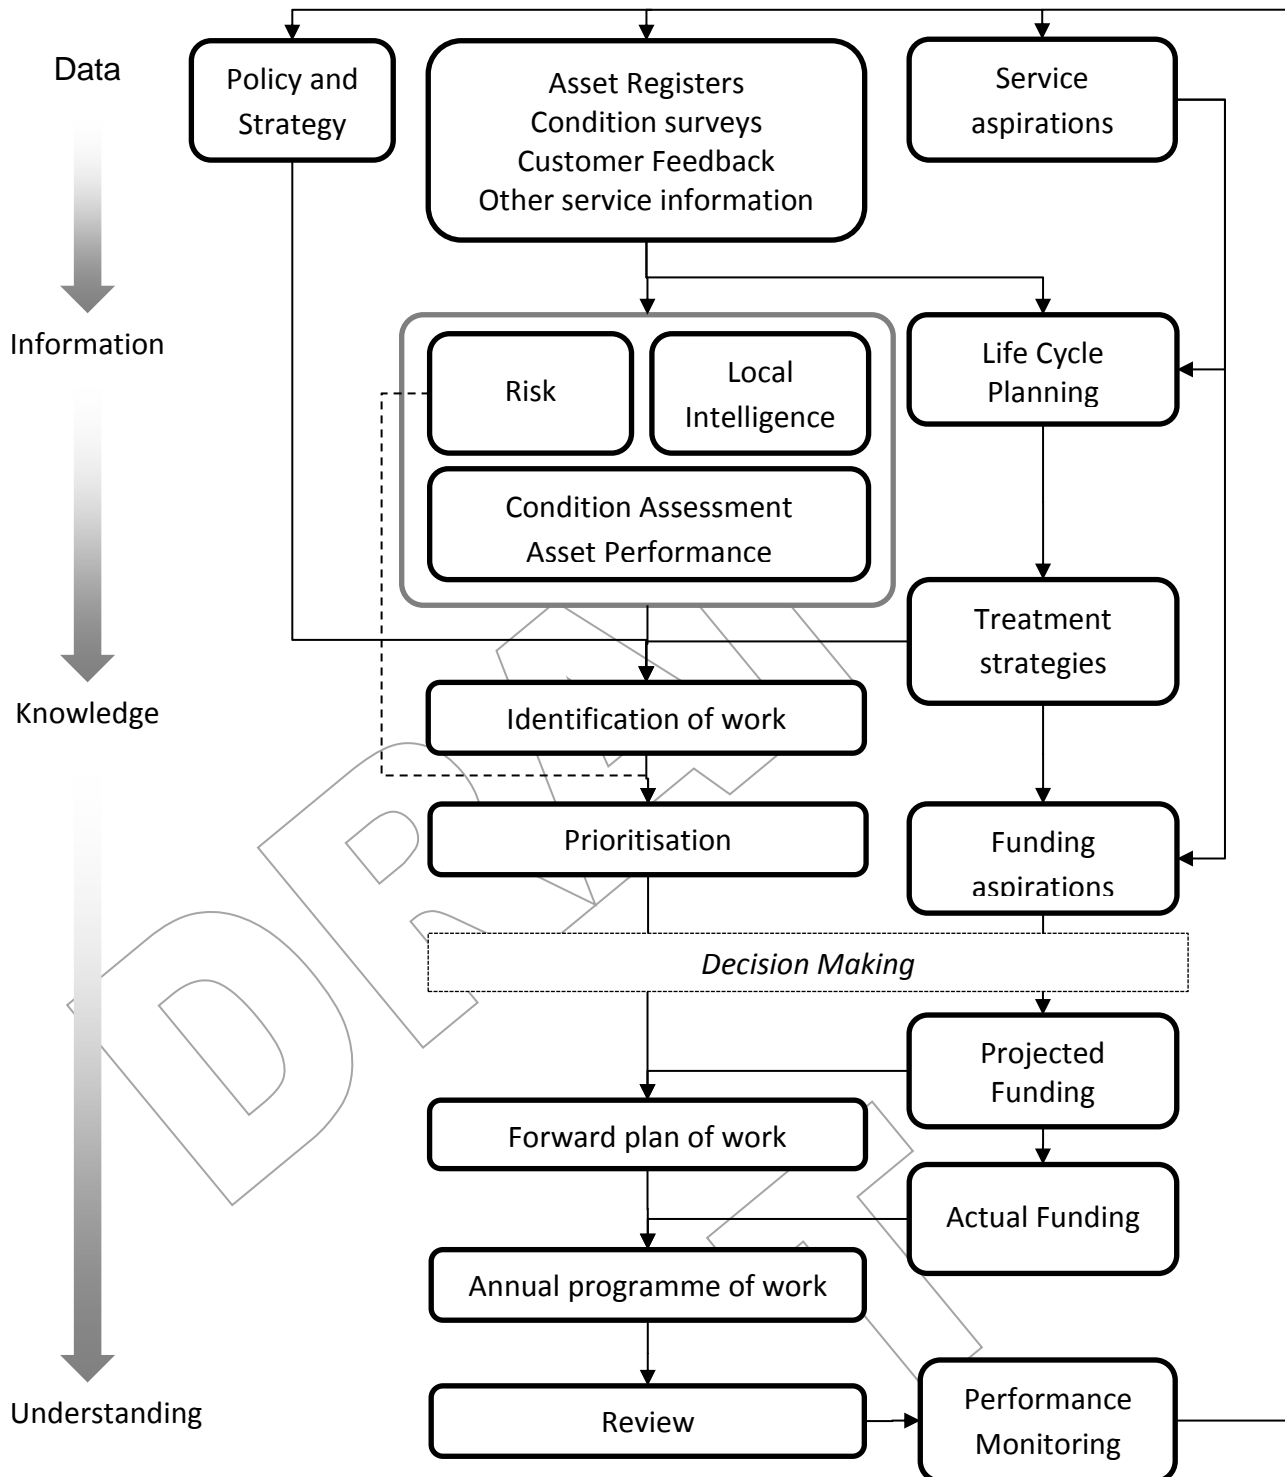 Data
Policy and
Strategy
Asset Registers
Condition surveys
Customer Feedback
Other service information
Service
aspirations
Information
Risk
Local
Intelligence
Life Cycle
Planning
Condition Assessment
Asset Performance
Treatment
strategies
Knowledge
Identification of work
Prioritisation
Funding
aspirations
Decision Making
Projected
Funding
Forward plan of work
Actual Funding
Annual programme of work
Understanding
Review
Performance
Monitoring
DRAFT